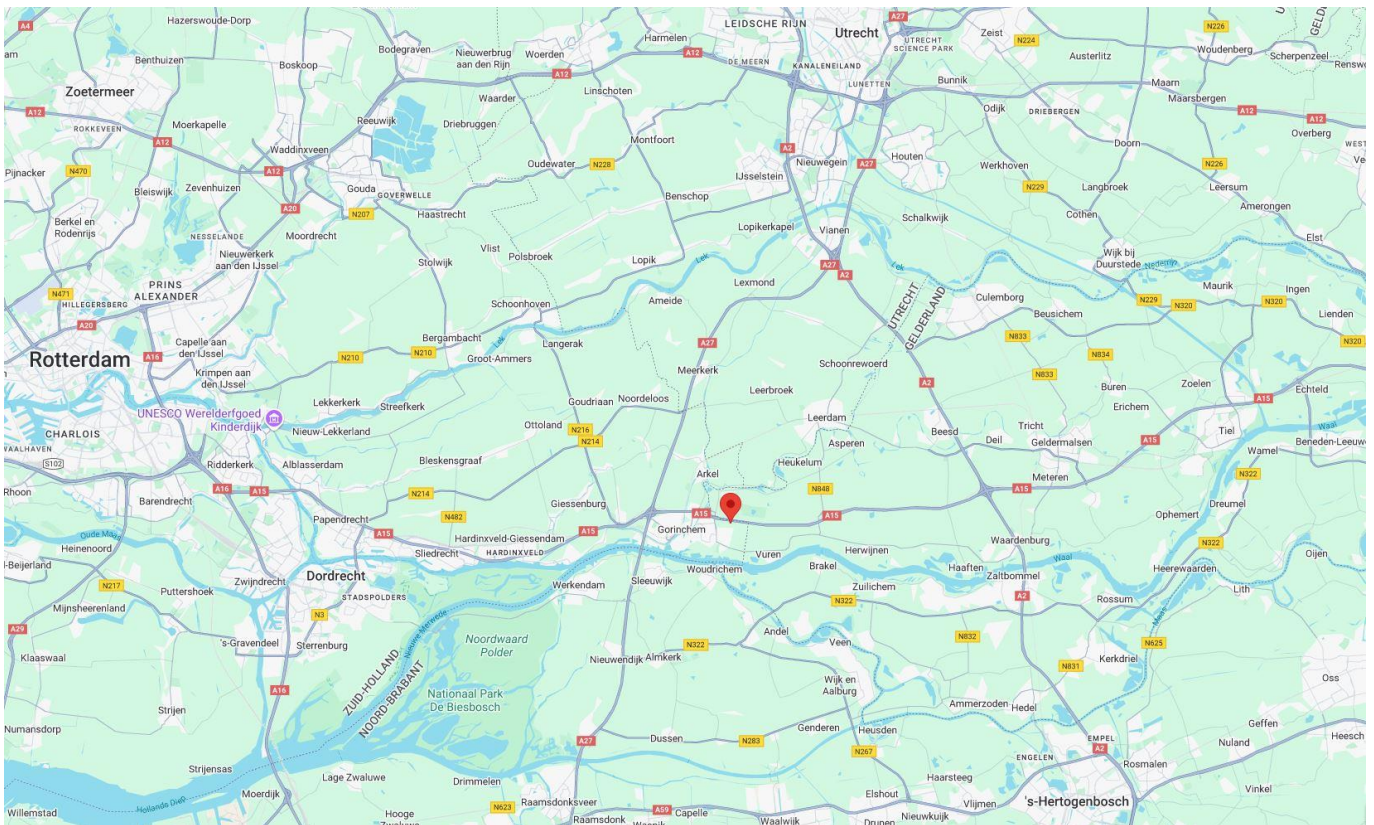 A4
Hazerswoude-Dorp
LEIDSCHE RIJN
A27
N226
Harmelen
Utrecht
Bodegraven
Nieuwerbrug
aan den Rijn
Woerden
A12
UTRECHT
SCIENCE PARK
Zeist
N224
Woudenberg
Scherpenzeel
Benthuizen
Boskoop
DE MEERN
KANALENEILAND
Austerlitz
A12
LUNETTEN
Zoetermeer
Linschoten
Bunnik
Maarn
Waarder
Maarsbergen
A12
Odijk
DRIEBERGEN
A12
A12
ROKKEVEEN
Moerkapelle
Reeuwijk
Driebruggen
Montfoort
Overberg
A12
Waddinxveen
A2
Doorn
Oudewater
N228
Nieuwegein
A27
Houten
Werkhoven
N226
Pijnacker
N470
A12
IJsselstein
Bleiswijk
Zevenhuizen
Gouda
GOVERWELLE
Benschop
N229
Langbroek
Leersum
A20
N207
Haastrecht
Schalkwijk
Cothen
Amerongen
Berkel en
Rodenrijs
NESSELANDE
Moordrecht
Lopikerkapel
Vianen
Elst
Vlist
Polsbroek
Nieuwerkerk
aan den IJssel
Stolwijk
Lopik
Lek
A27
A2
Lek
Wijk bij
Duurstede
Nederrijn
PRINS
ALEXANDER
Lexmond
UTRECHT
GELDERLAND
Culemborg
Maurik
Ingen
N471
HILLEGERSBERG
Schoonhoven
Ameide
N229
N320
N320
Beusichem
Lienden
A20
Capelle aan
den IJssel
Bergambacht
Langerak
A27
N833
N320
Rotterdam
A16
N210
N210
Lek
Groot-Ammers
N834
Krimpen aan
den IJssel
Meerkerk
Schoonrewoerd
N833
Leerbroek
A2
Buren
Zoelen
Echteld
Lekkerkerk
Streefkerk
Goudriaan
Noordeloos
Erichem
UNESCO Werelderfgoed
Kinderdijk
Leerdam
Tricht
CHARLOIS
Nieuw-Lekkerland
Ottoland
N216
N214
Asperen
Beesd
Deil
Geldermalsen
A15
Tiel
Waal
S102
Ridderkerk
Alblasserdam
Bleskensgraaf
Heukelum
Wamel
Beneden-Leeuwen
Arkel
N322
Rhoon
A16
A15
N214
N848
A15
Meteren
Barendrecht
Giessenburg
A15
A15
Ophemert
Dreumel
Papendrecht
N482
Gorinchem
Oude Maas
Heinenoord
A15
Hardinxveld-Giessendam
A15
Waardenburg
N322
Sliedrecht
HARDINXVELD
Vuren
Herwijnen
Waal
Oijen
Woudrichem
Brakel
Haaften
Zaltbommel
Heerewaarden
Zwijndrecht
Dordrecht
Werkendam
Sleeuwijk
Zuilichem
Lith
N217
Puttershoek
A2
Rossum
STADSPOLDERS
N322
Mijnsheerenland
N3
Nieuwe Merwede
Maas
A29
's-Gravendeel
Sterrenburg
Noordwaard
Polder
Andel
Veen
N832
N625
Klaaswaal
Nieuwendijk
Almkerk
N322
N831
Kerkdriel
A16
ZUID-HOLLAND
NOORD-BRABANT
Nationaal Park
De Biesbosch
Wijk en
Aalburg
Oss
Strijen
Ammerzoden
Hedel
Geffen
Numansdorp
Dussen
Genderen
Heusden
A27
N283
EMPEL
A2
Nuland
Heesch
N267
Strijensas
ENGELEN
Rosmalen
Lage Zwaluwe
Drimmelen
Haarsteeg
Vinkel
Moerdijk
Elshout
Hollands Diep
Raamsdonksveer
Vlijmen
's-Hertogenbosch
Willemstad
Hooge
N623
A59
Capelle
Nieuwkuijk
Raamsdonk
Waalwijk
Drunen